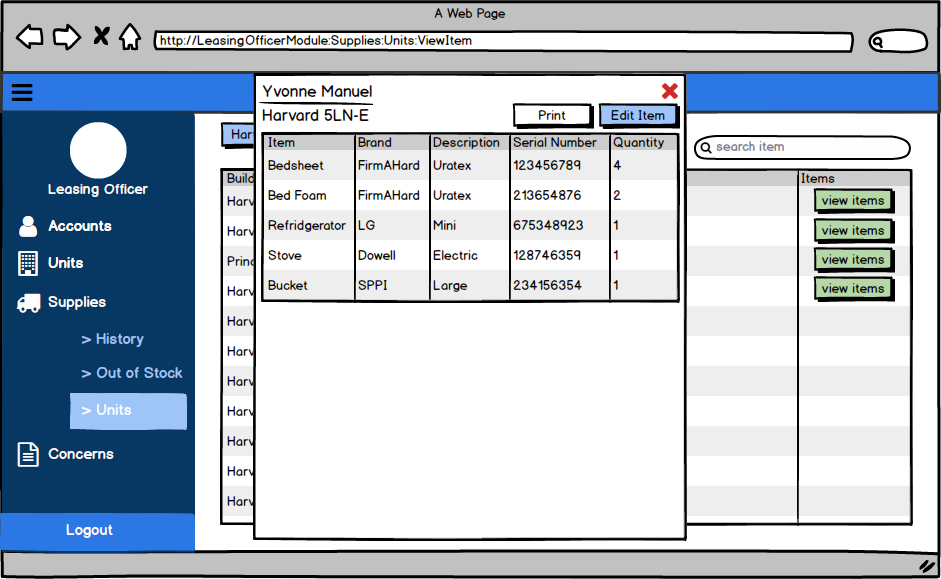 A Web Page
http://LeasingOfficerModule:Supplies:Units:ViewItem
Leasing Officer
Accounts
Units
Supplies
> History
> Out of Stock
> Units
Concerns
Logout
Har
search item
Build
Items
Harv
view items
Harv
view items
Princ
view items
Harv
view items
Harv
Harv
Harv
Harv
Harv
Harv
Harv
Yvonne Manuel
Harvard 5LN-E
Print
Edit Item
Item Brand Description Serial Number Quantity
Bedsheet FirmAHard Uratex 123456789 4
Bed Foam FirmAHard Uratex 213654876 2
Refridgerator LG Mini 675348923 1
Stove Dowell Electric 128746359 1
Bucket SPPI Large 234156354 1